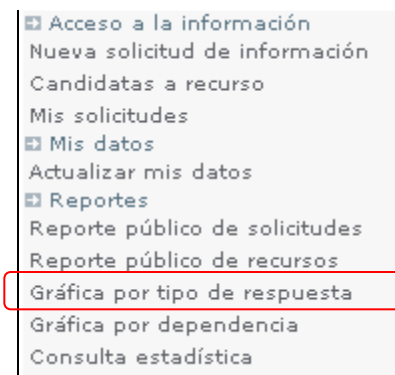 Acceso a la información
Nueva solicitud de información
Candidatas a recurso
Mis solicitudes
Mis datos
Actualizar mis datos
Reportes
Reporte público de solicitudes
Reporte público de recursos
Gráfica por tipo de respuesta
Gráfica por dependencia
Consulta estadística